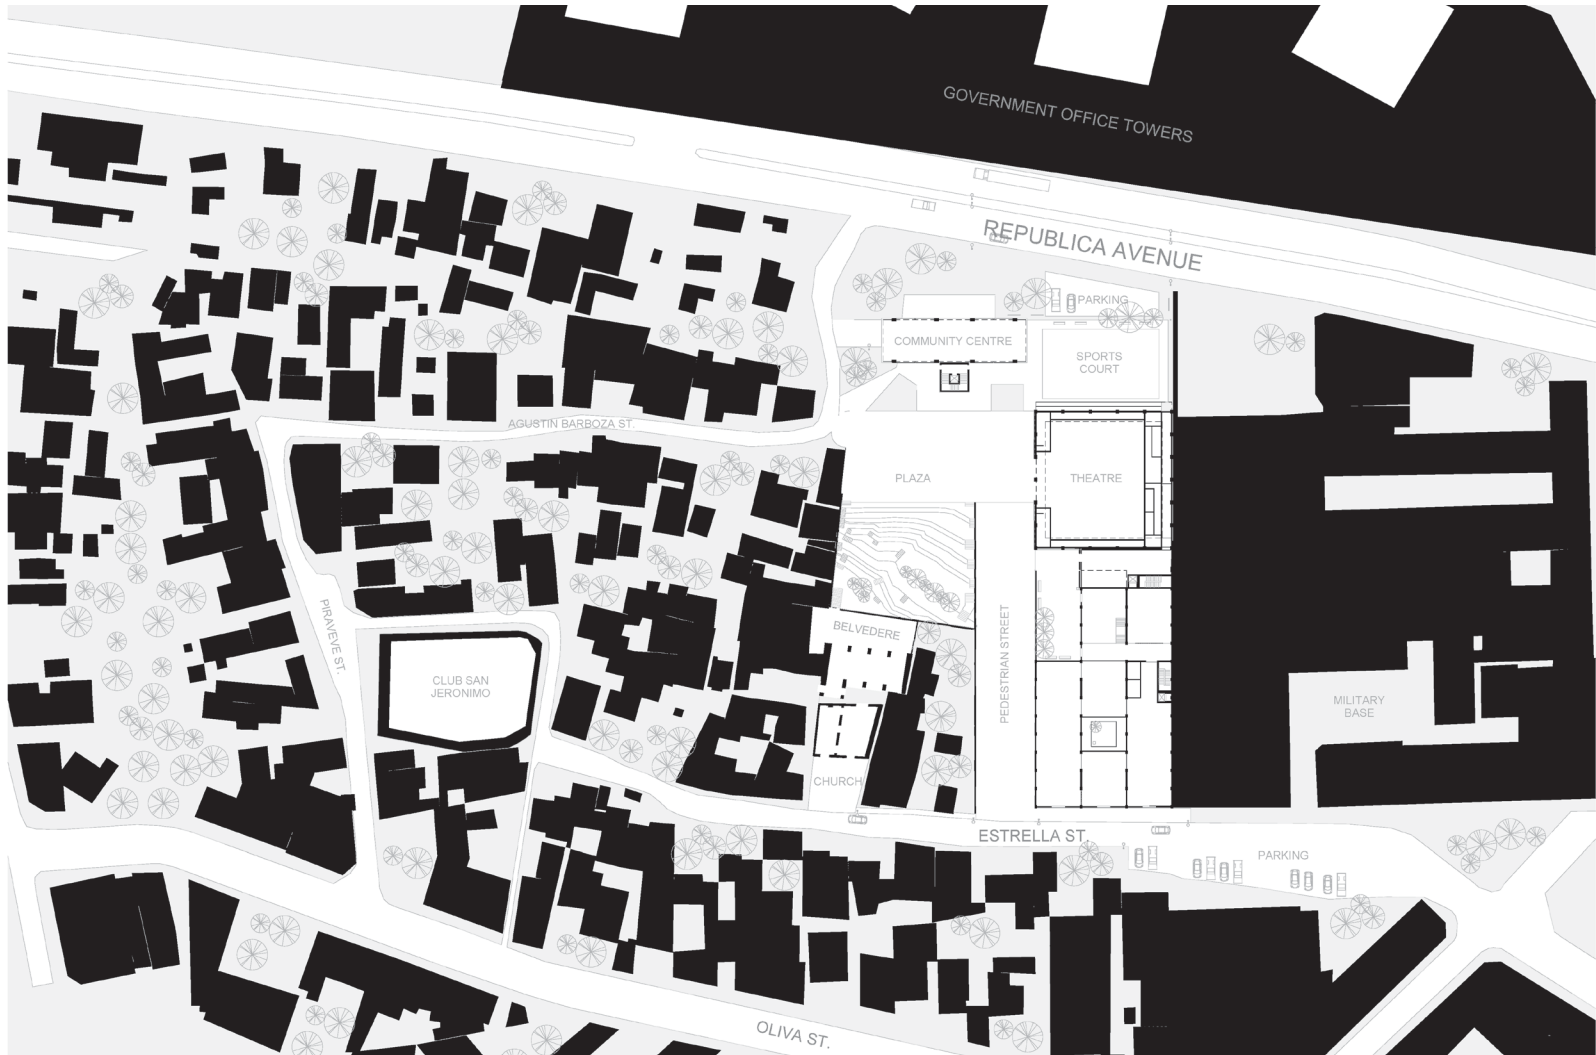 GOVERNMENT OFFICE TOWERS
REPUBLICA AVENUE
PARKING
COMMUNITY CENTRE
SPORTS
COURT
AGUSTIN BARBOZA ST.
PLAZA
THEATRE
PIRAVEVE ST.
BELVEDERE
PEDESTRIAN STREET
CLUB SAN
JERONIMO
MILITARY
BASE
CHURCH
ESTRELLA ST.
PARKING
OLIVA ST.